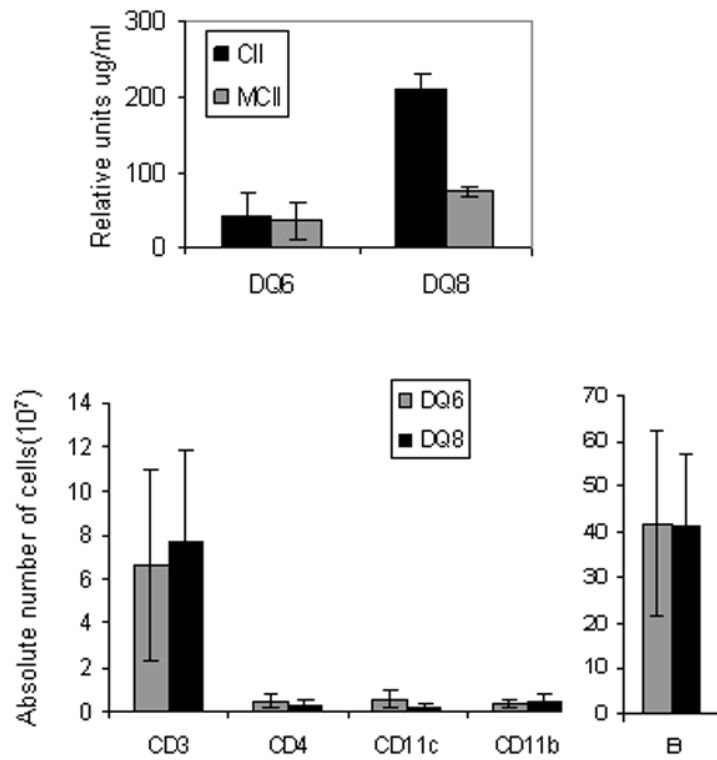 Relative units ug/ml
300
200
100
0
CII
MCII
DQ6
DQ8
Absolute number of cells(10⁷)
14
12
10
8
6
4
2
0
DQ6
DQ8
CD3
CD4
CD11c
CD11b
70
60
50
40
30
20
10
0
B